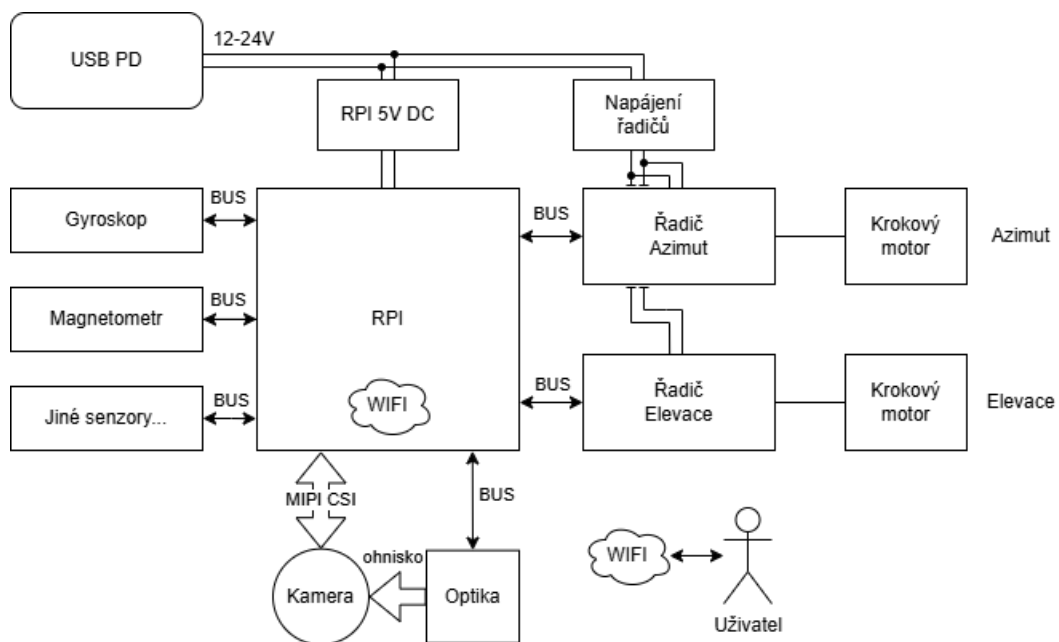 USB PD
12-24V
RPI 5V DC
Napájení
řadičů
Gyroskop
BUS
BUS
Řadič
Azimut
Krokový
motor
Azimut
Magnetometr
BUS
RPI
Jiné senzory...
BUS
WIFI
BUS
Řadič
Elevace
Krokový
motor
Elevace
MIPI CSI
BUS
ohnisko
Kamera
Optika
WIFI
Uživatel